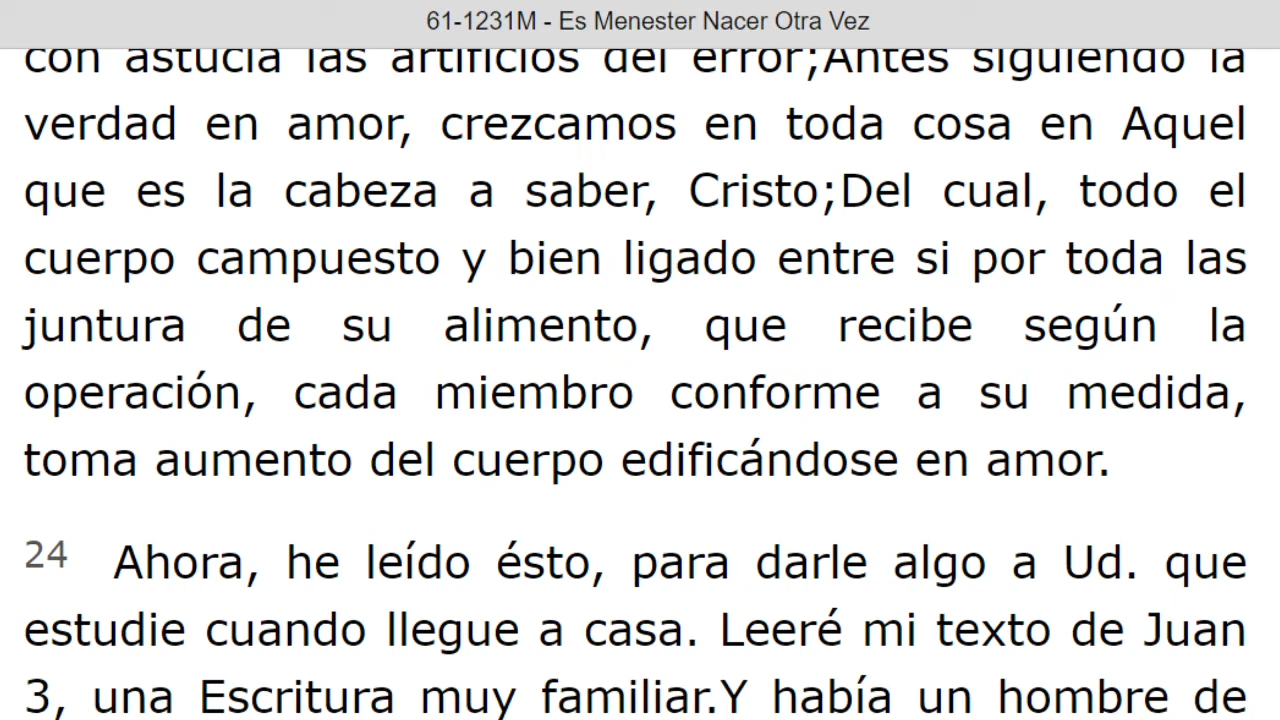 61-1231M - Es Menester Nacer Otra Vez
con astucia las artificios del error;Antes siguiendo la
verdad en amor, crezcamos en toda cosa en Aquel
que es la cabeza a saber, Cristo;Del cual, todo el
cuerpo campuesto y bien ligado entre si por toda las
juntura de su alimento, que recibe según la
operación, cada miembro conforme a su medida,
toma aumento del cuerpo edificándose en amor.
24 Ahora, he leído ésto, para darle algo a Ud. que
estudie cuando llegue a casa. Leeré mi texto de Juan
3, una Escritura muy familiar.Y había un hombre de